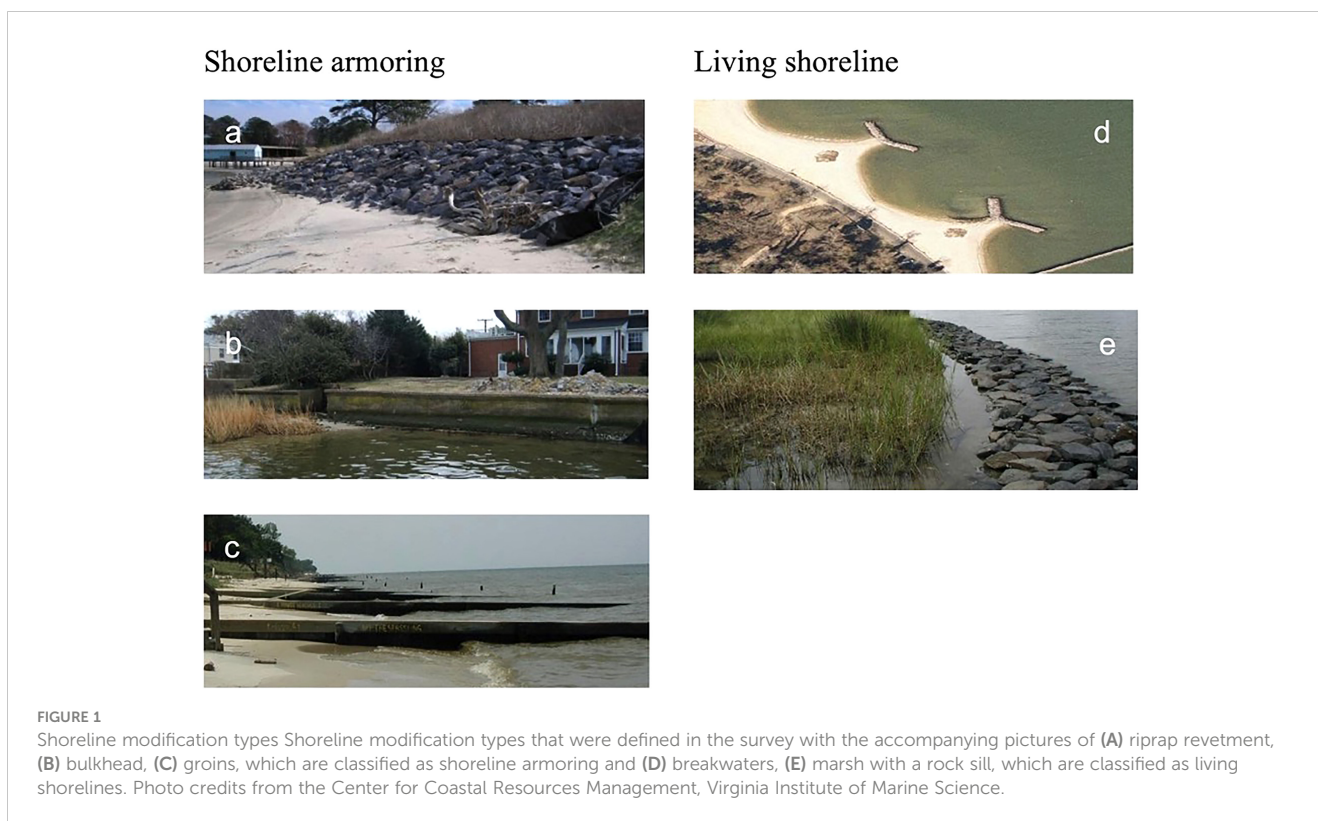 Shoreline armoring
Living shoreline
a
d
b
e
c
FIGURE 1
Shoreline modification types Shoreline modification types that were defined in the survey with the accompanying pictures of (A) riprap revetment,
(B) bulkhead, (C) groins, which are classified as shoreline armoring and (D) breakwaters, (E) marsh with a rock sill, which are classified as living
shorelines. Photo credits from the Center for Coastal Resources Management, Virginia Institute of Marine Science.